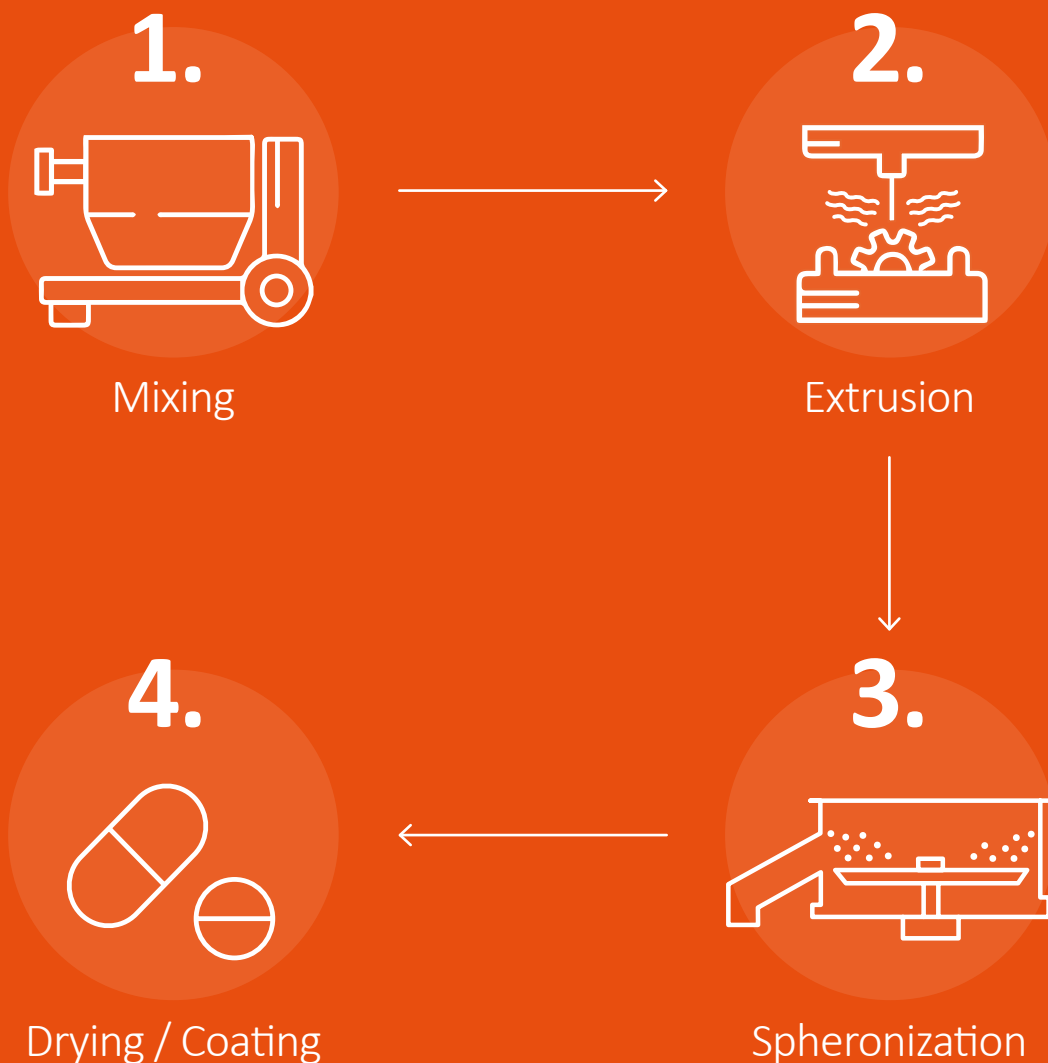 1.
Mixing
2.
Extrusion
3.
Spheronization
4.
Drying / Coating